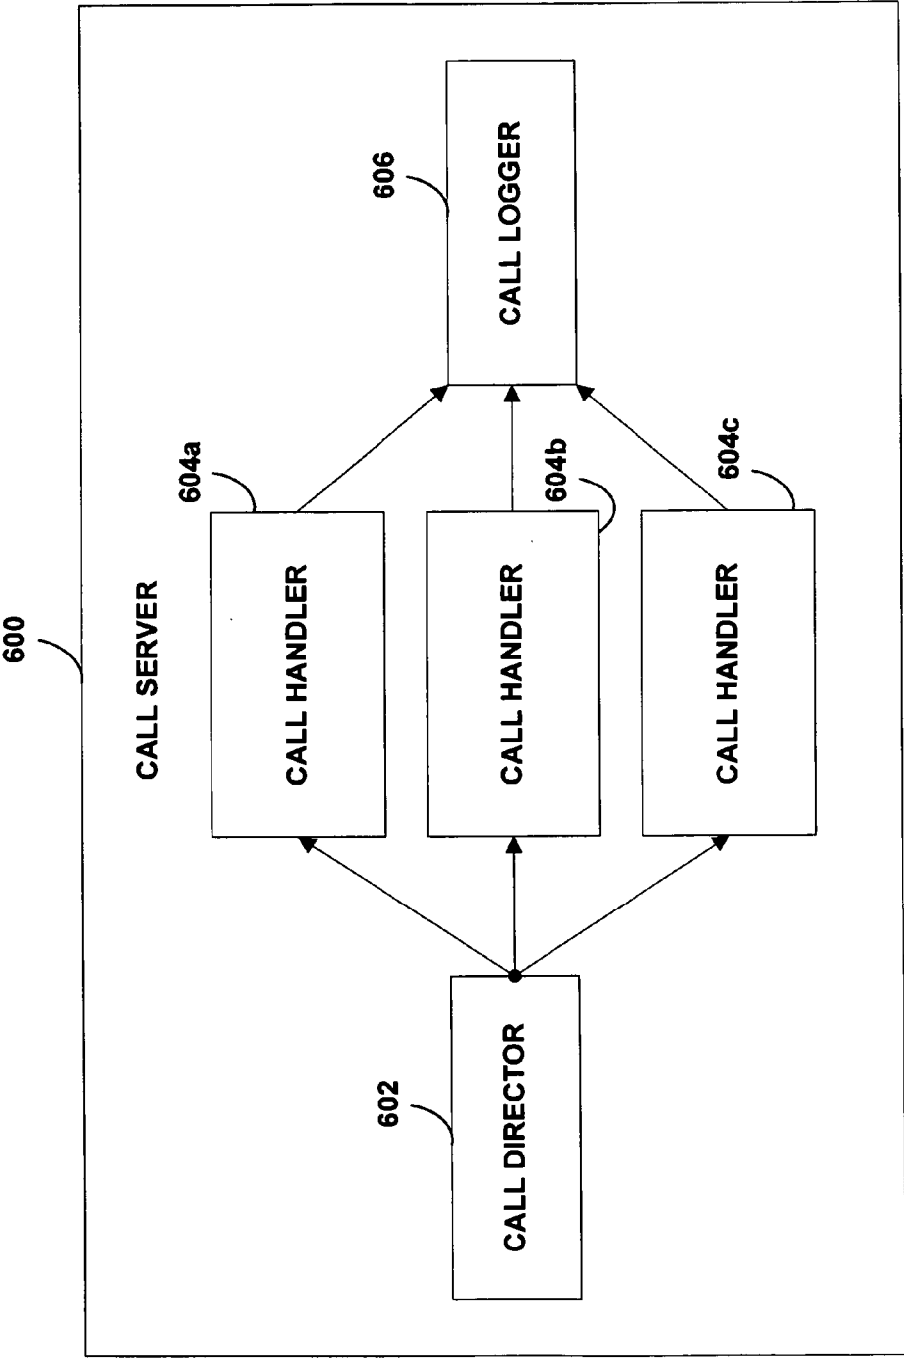 600
CALL SERVER
602
CALL DIRECTOR
604a
CALL HANDLER
604b
CALL HANDLER
604c
CALL HANDLER
606
CALL LOGGER